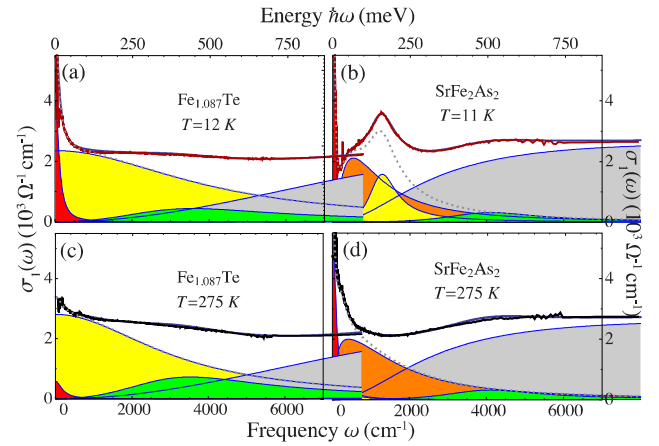 Energy ħω (meV)
0 250 500 750 0 250 500 750
(a)
Fe1.087Te
T=12 K
(b)
SrFe2As2
T=11 K
4
2
0
4
2
0
σ1(ω) (10³ Ω⁻¹ cm⁻¹)
σ1(ω) (10³ Ω⁻¹ cm⁻¹)
(c)
Fe1.087Te
T=275 K
(d)
SrFe2As2
T=275 K
4
2
0
4
2
0
0 2000 4000 6000 0 2000 4000 6000
Frequency ω (cm⁻¹)